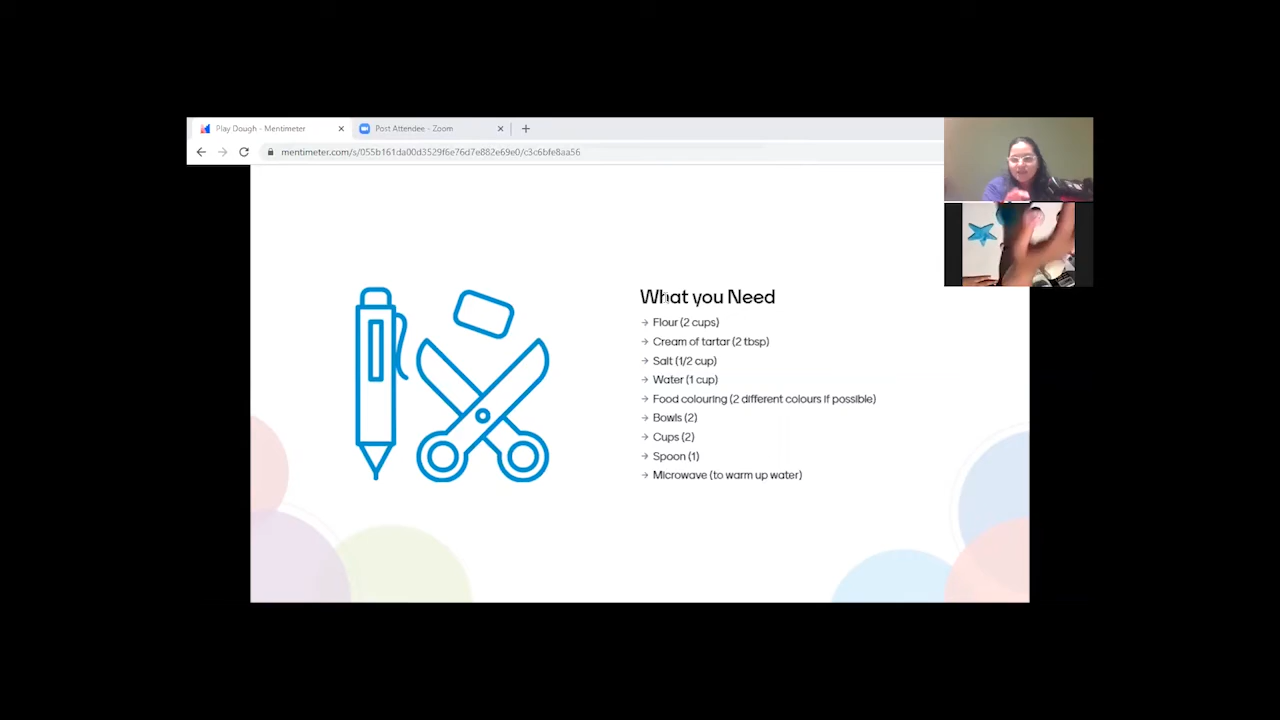 Play Dough - Mentimeter
Post Attendee - Zoom
mentimeter.com/s/055b161da00d3529f6e76d7e882e69e0/c3c6bfe8aa56
What you Need
→ Flour (2 cups)
→ Cream of tartar (2 tbsp)
→ Salt (1/2 cup)
→ Water (1 cup)
→ Food colouring (2 different colours if possible)
→ Bowls (2)
→ Cups (2)
→ Spoon (1)
→ Microwave (to warm up water)